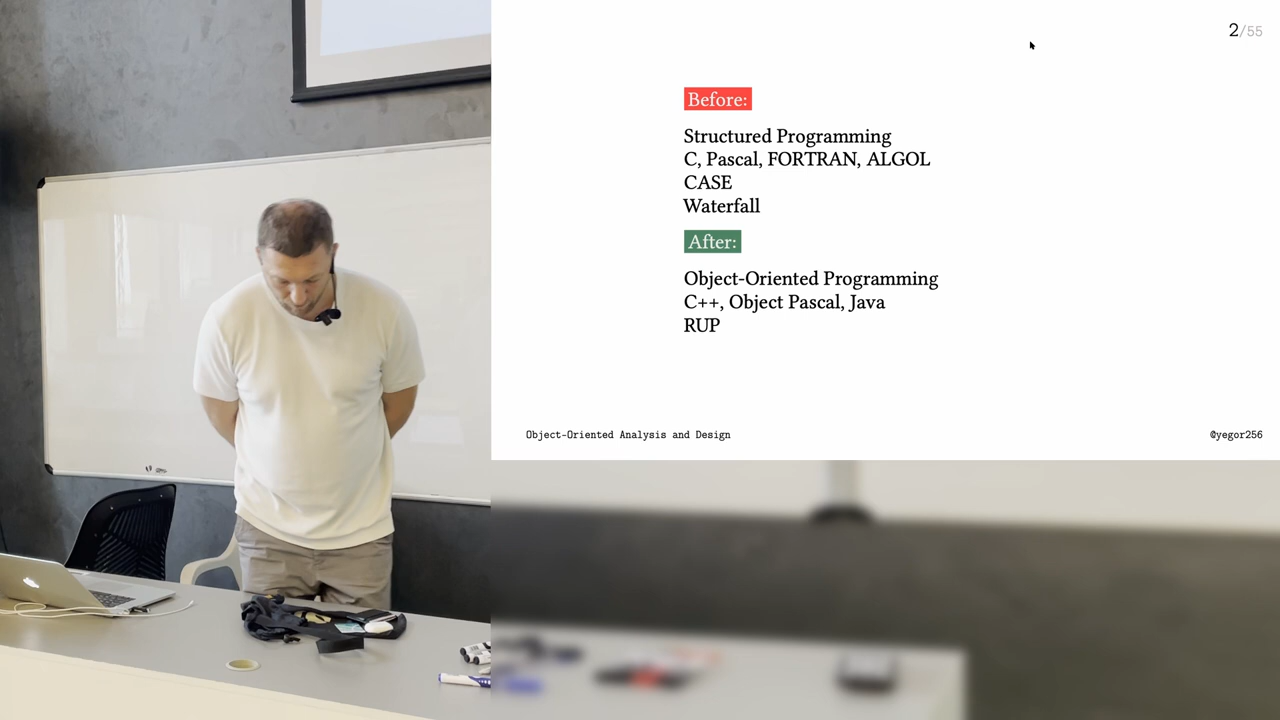 2/55
Before:
Structured Programming
C, Pascal, FORTRAN, ALGOL
CASE
Waterfall
After:
Object-Oriented Programming
C++, Object Pascal, Java
RUP
Object-Oriented Analysis and Design
@yegor256